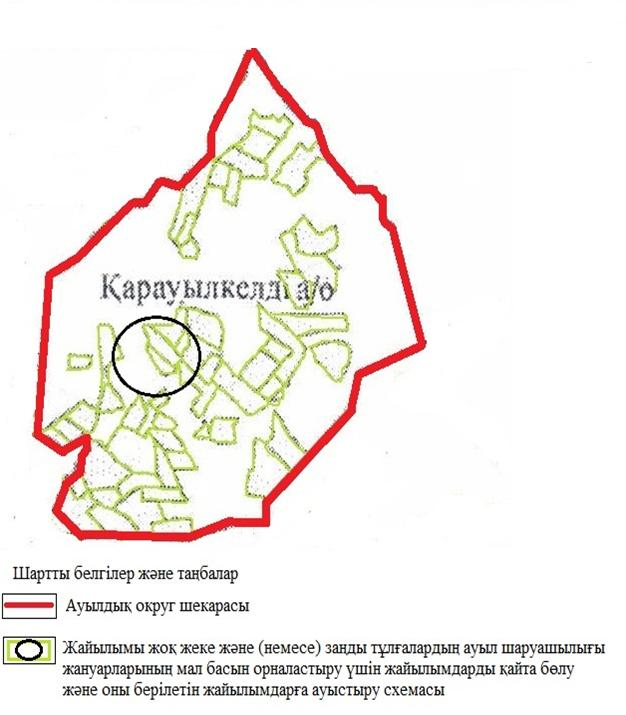 Қарауылкелді а/о
Шартты белгілер және таңбалар
Ауылдық округ шекарасы
Жайылымы жоқ жеке және (немесе) заңды тұлғалардың ауыл шаруашылығы
жануарларының мал басын орналастыру үшін жайылымдарды қайта бөлу
және оны берілетін жайылымдарға ауыстыру схемасы